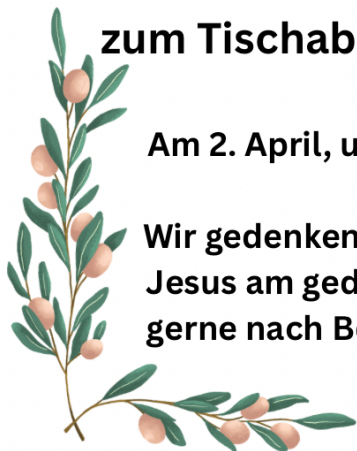 zum Tischab
Am 2. April, u
Wir gedenken
Jesus am ged
gerne nach Be